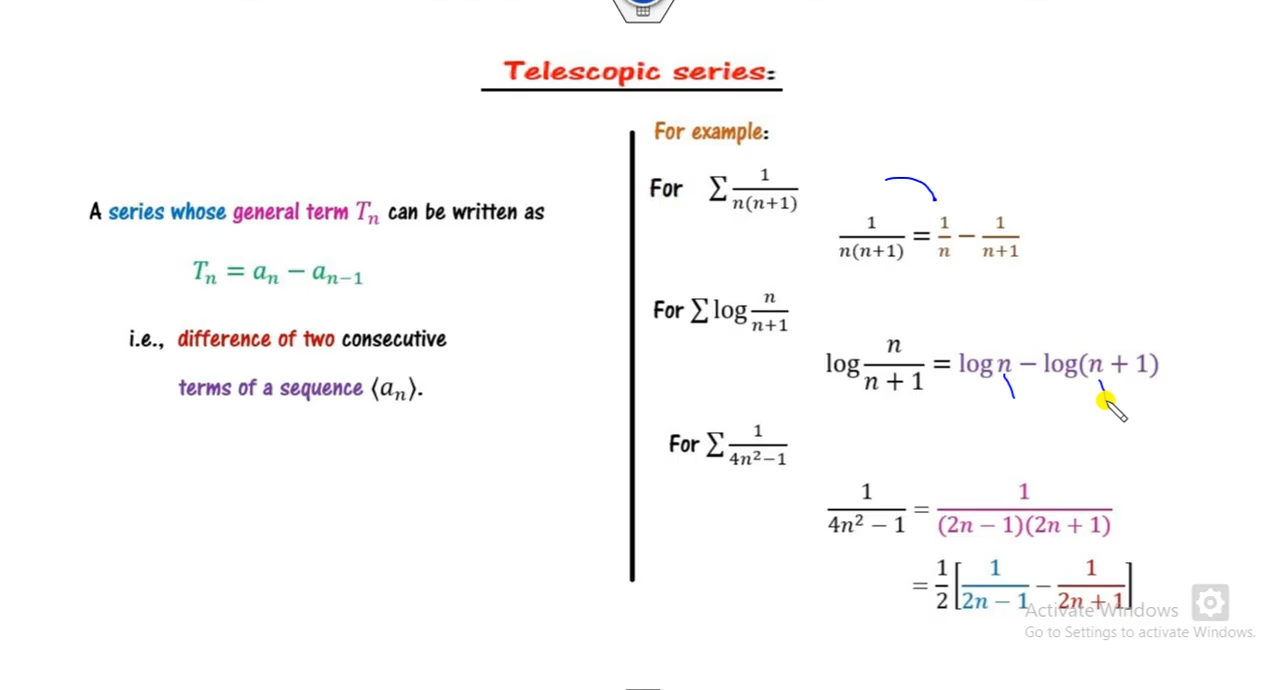 Telescopic series:
A series whose general term Tₙ can be written as
Tₙ = aₙ − aₙ₋₁
i.e., difference of two consecutive
terms of a sequence ⟨aₙ⟩.
For example:
For ∑ 1/n(n+1)
1/n(n+1) = 1/n − 1/n+1
For ∑ log n/n+1
log n/n + 1 = log n − log(n + 1)
For ∑ 1/4n²−1
1/4n² − 1 = 1/(2n − 1)(2n + 1)
= 1/2 [1/2n − 1 − 1/2n + 1]
Activate Windows
Go to Settings to activate Windows.